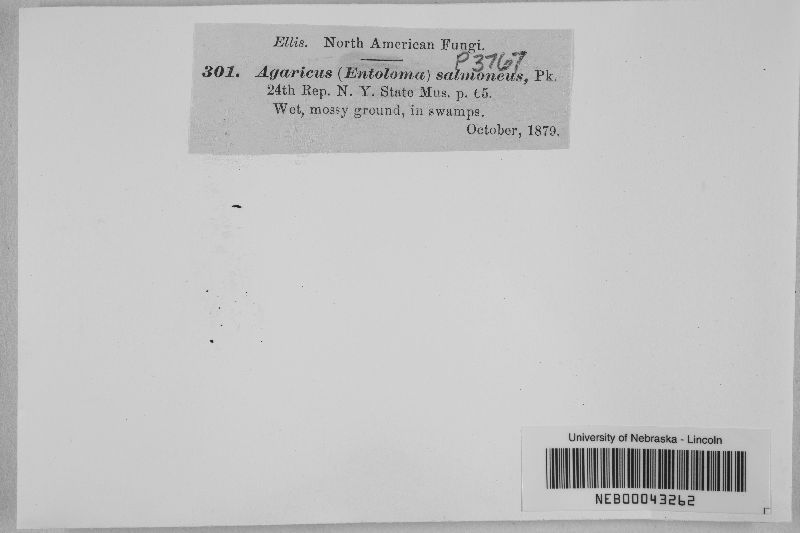 Ellis. North American Fungi.
P3767
301. Agaricus (Entoloma) salmoneus, Pk.
24th Rep. N. Y. State Mus. p. 65.
Wet, mossy ground, in swamps.
October, 1879.
University of Nebraska - Lincoln
NEB00043262